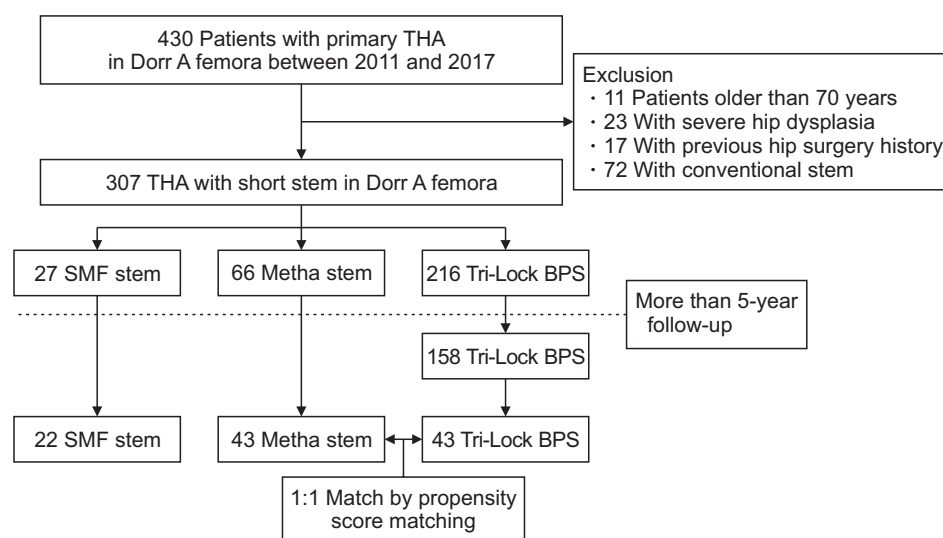 430 Patients with primary THA
in Dorr A femora between 2011 and 2017
Exclusion
· 11 Patients older than 70 years
· 23 With severe hip dysplasia
· 17 With previous hip surgery history
· 72 With conventional stem
307 THA with short stem in Dorr A femora
27 SMF stem
66 Metha stem
216 Tri-Lock BPS
More than 5-year
follow-up
158 Tri-Lock BPS
22 SMF stem
43 Metha stem
43 Tri-Lock BPS
1:1 Match by propensity
score matching